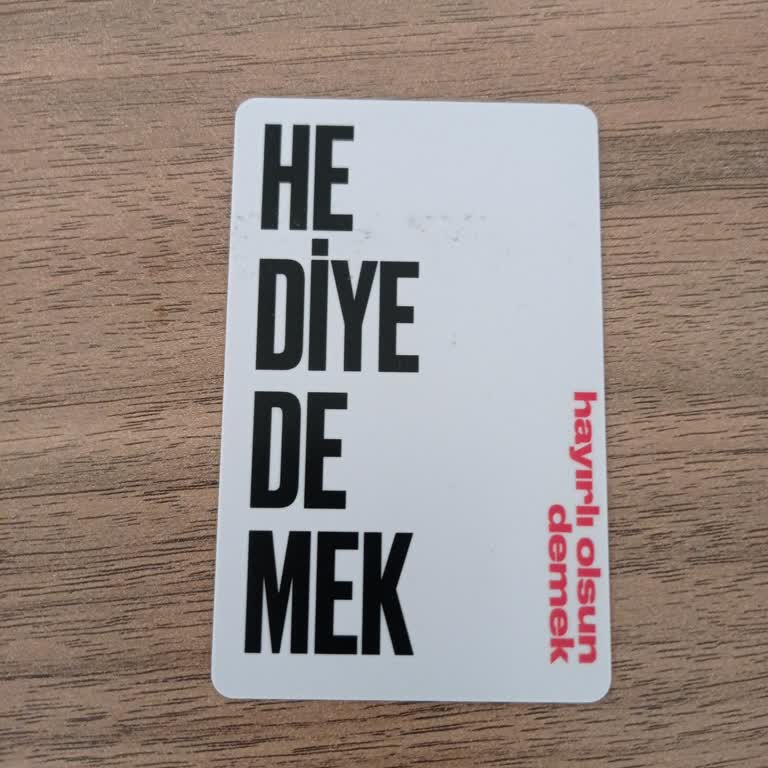 HE
DİYE
DE
MEK
hayırlı olsun
demek